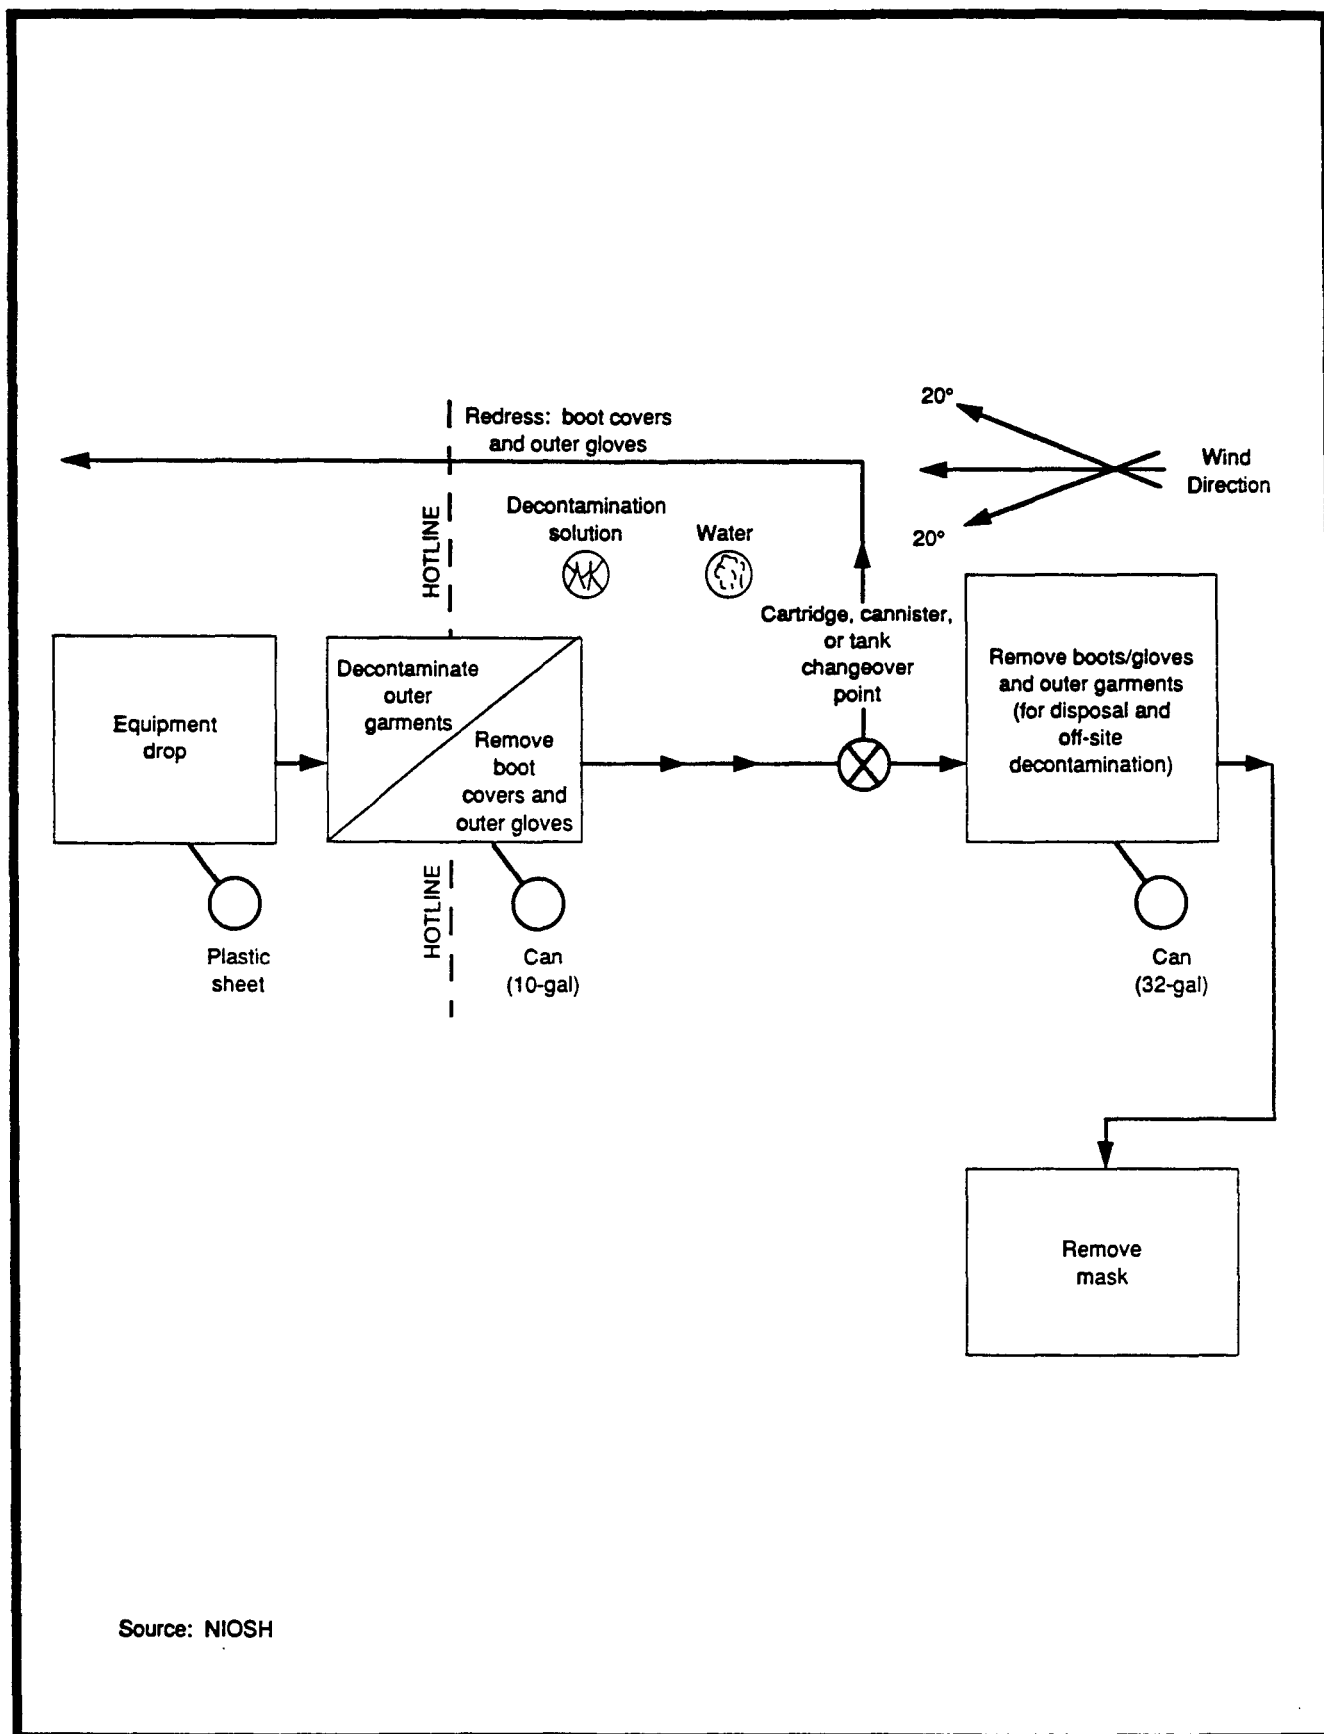 20°
Redress: boot covers
and outer gloves
Wind
Direction
20°
HOTLINE
Decontamination
solution
Water
Cartridge, cannister,
or tank
changeover
point
Equipment
drop
Decontaminate
outer
garments
Remove
boot
covers and
outer gloves
Remove boots/gloves
and outer garments
(for disposal and
off-site
decontamination)
HOTLINE
Plastic
sheet
Can
(10-gal)
Can
(32-gal)
Remove
mask
Source: NIOSH